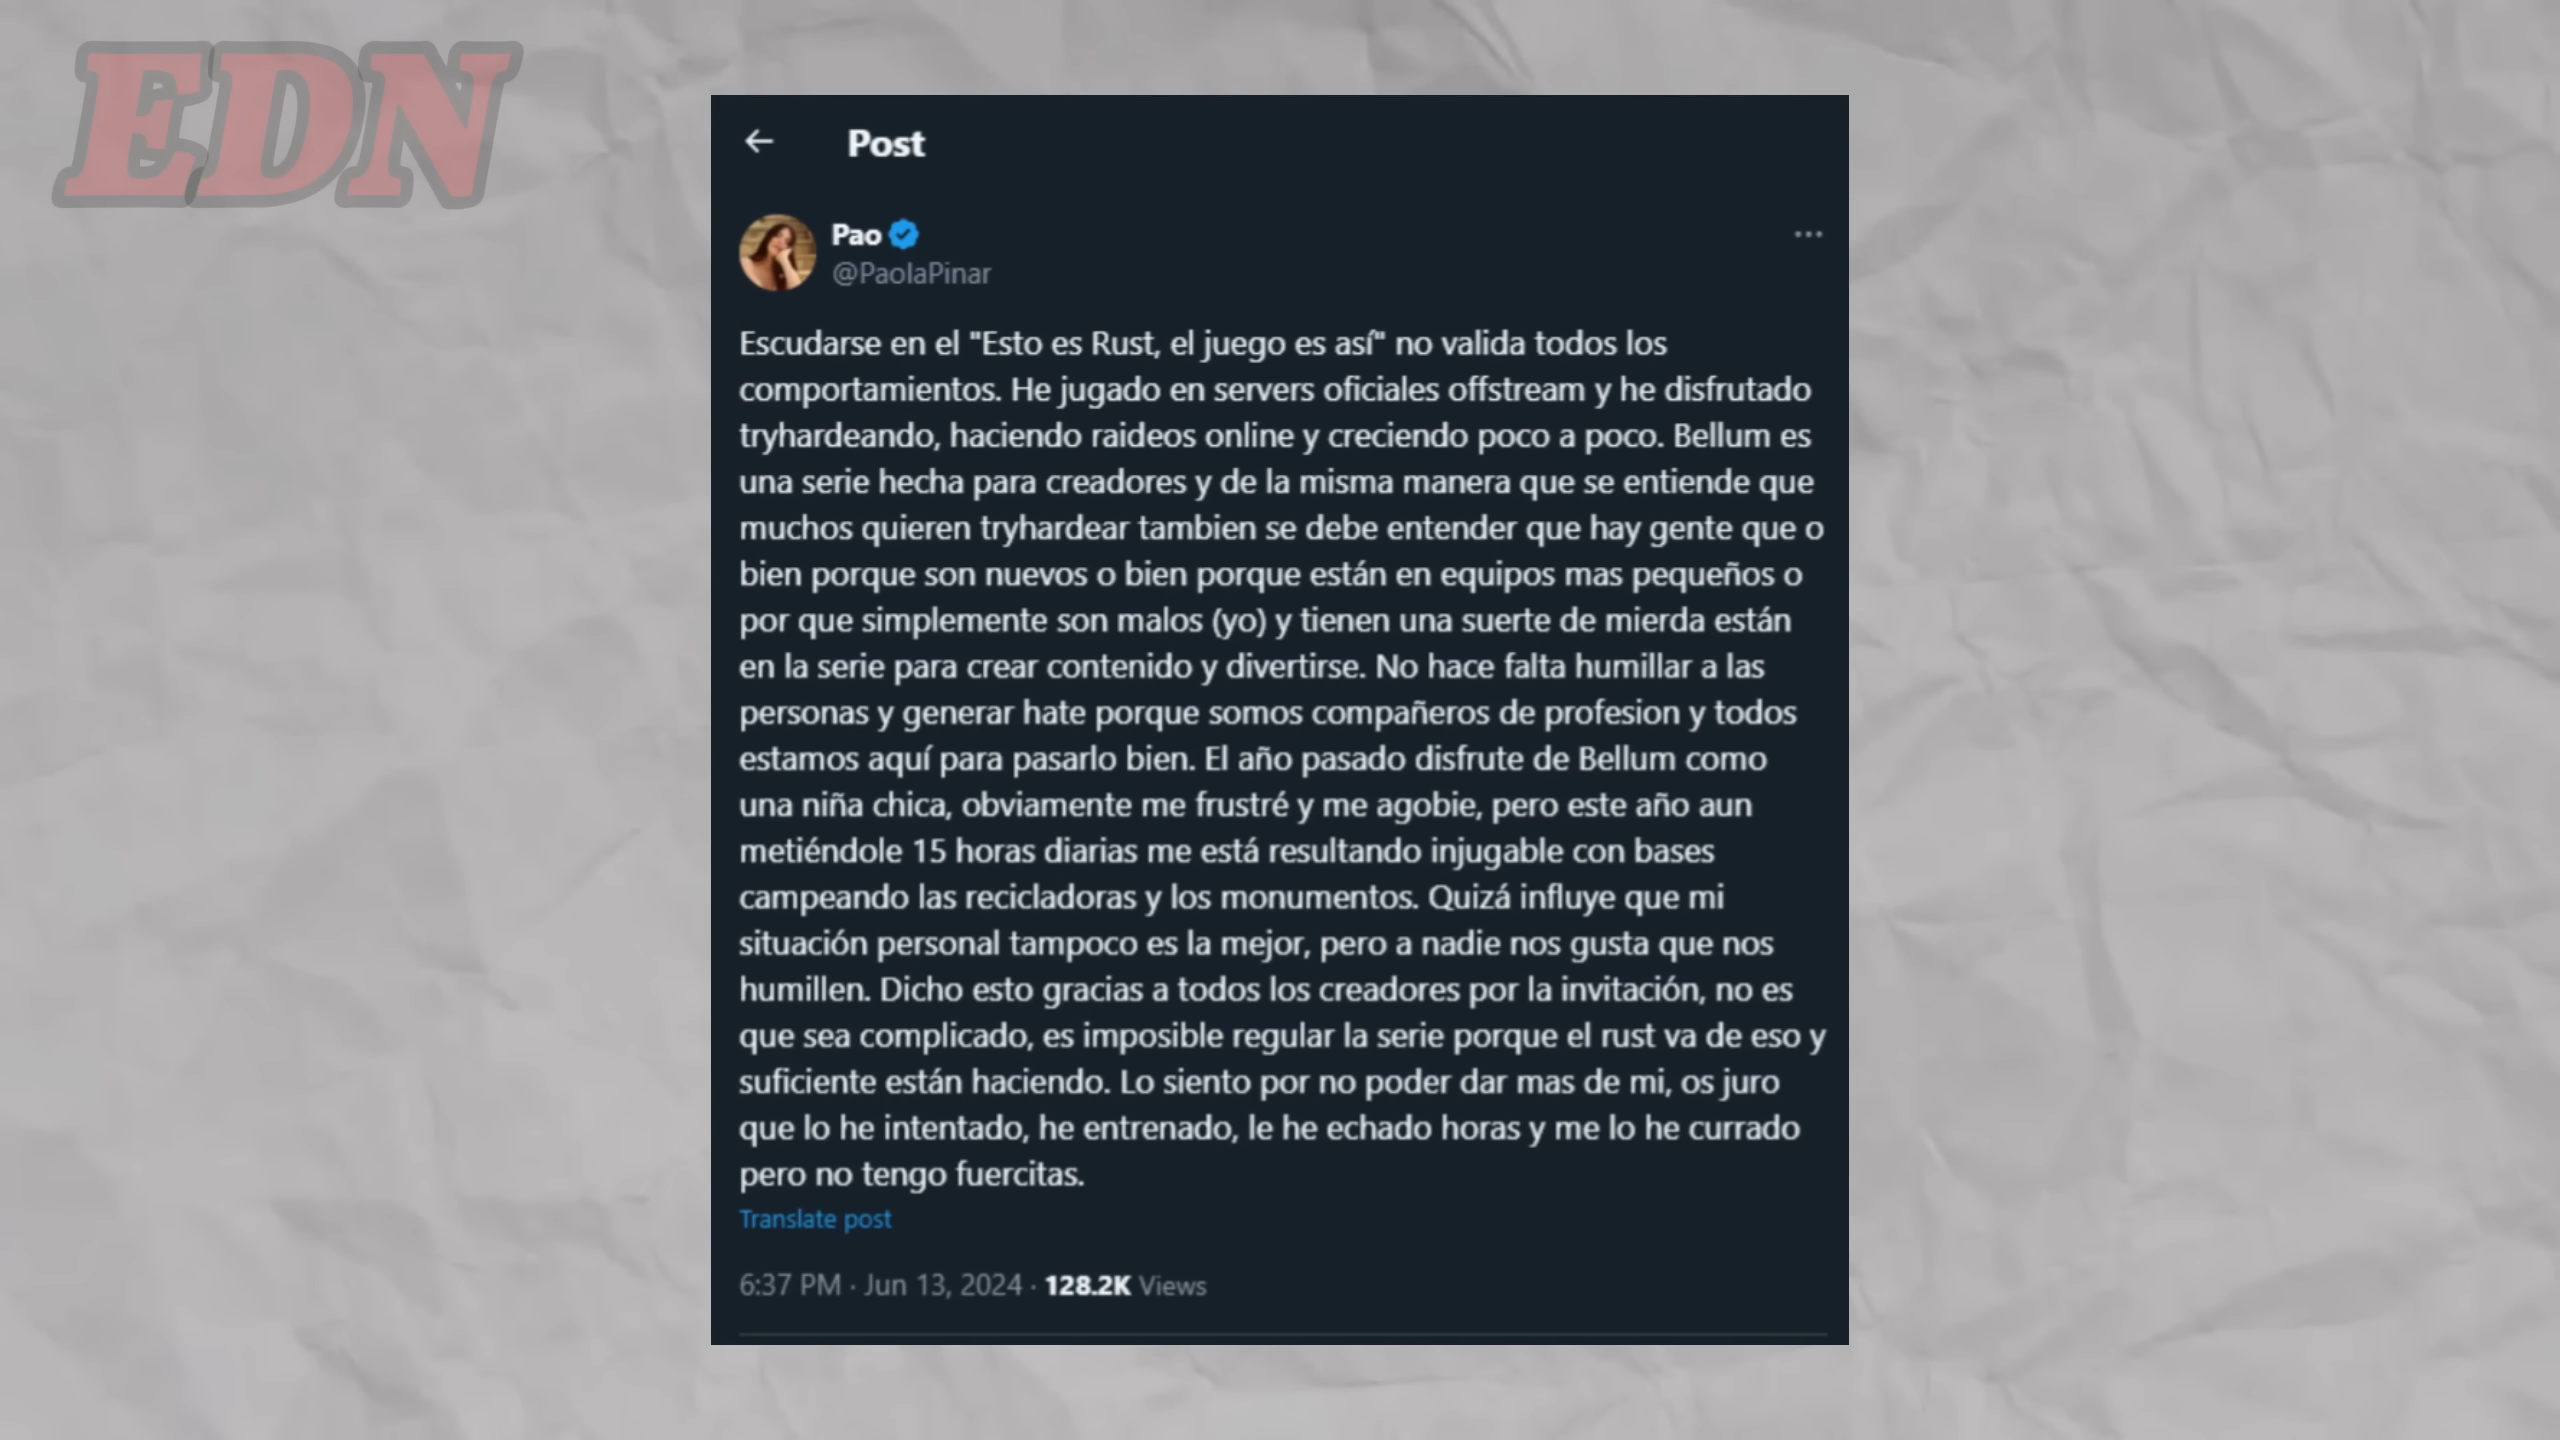 EDN
Post
Pao
@PaolaPinar
Escudarse en el "Esto es Rust, el juego es así" no valida todos los
comportamientos. He jugado en servers oficiales offstream y he disfrutado
tryhardeando, haciendo raideos online y creciendo poco a poco. Bellum es
una serie hecha para creadores y de la misma manera que se entiende que
muchos quieren tryhardear tambien se debe entender que hay gente que o
bien porque son nuevos o bien porque están en equipos mas pequeños o
por que simplemente son malos (yo) y tienen una suerte de mierda están
en la serie para crear contenido y divertirse. No hace falta humillar a las
personas y generar hate porque somos compañeros de profesion y todos
estamos aquí para pasarlo bien. El año pasado disfrute de Bellum como
una niña chica, obviamente me frustré y me agobie, pero este año aun
metiéndole 15 horas diarias me está resultando injugable con bases
campeando las recicladoras y los monumentos. Quizá influye que mi
situación personal tampoco es la mejor, pero a nadie nos gusta que nos
humillen. Dicho esto gracias a todos los creadores por la invitación, no es
que sea complicado, es imposible regular la serie porque el rust va de eso y
suficiente están haciendo. Lo siento por no poder dar mas de mi, os juro
que lo he intentado, he entrenado, le he echado horas y me lo he currado
pero no tengo fuercitas.
Translate post
6:37 PM · Jun 13, 2024 · 128.2K Views